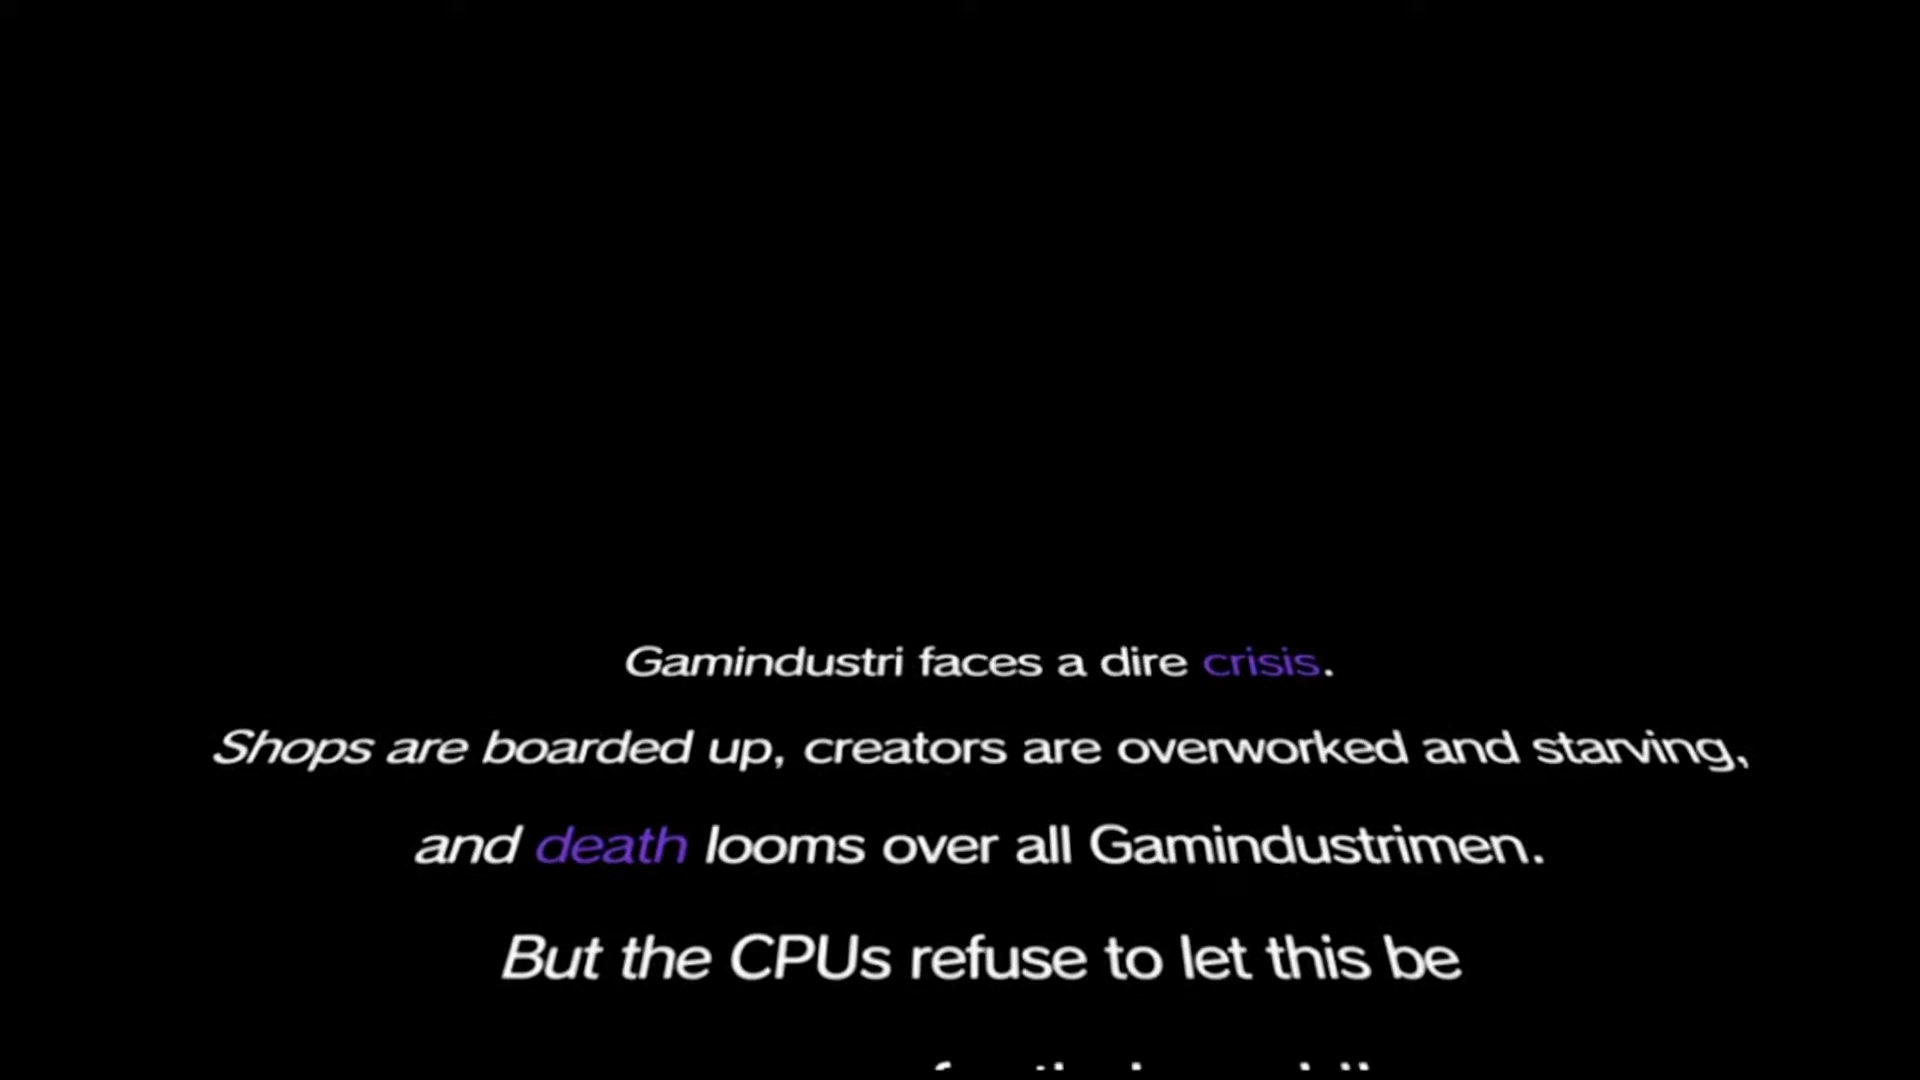 Gamindustri faces a dire crisis.
Shops are boarded up, creators are overworked and starving,
and death looms over all Gamindustrimen.
But the CPUs refuse to let this be